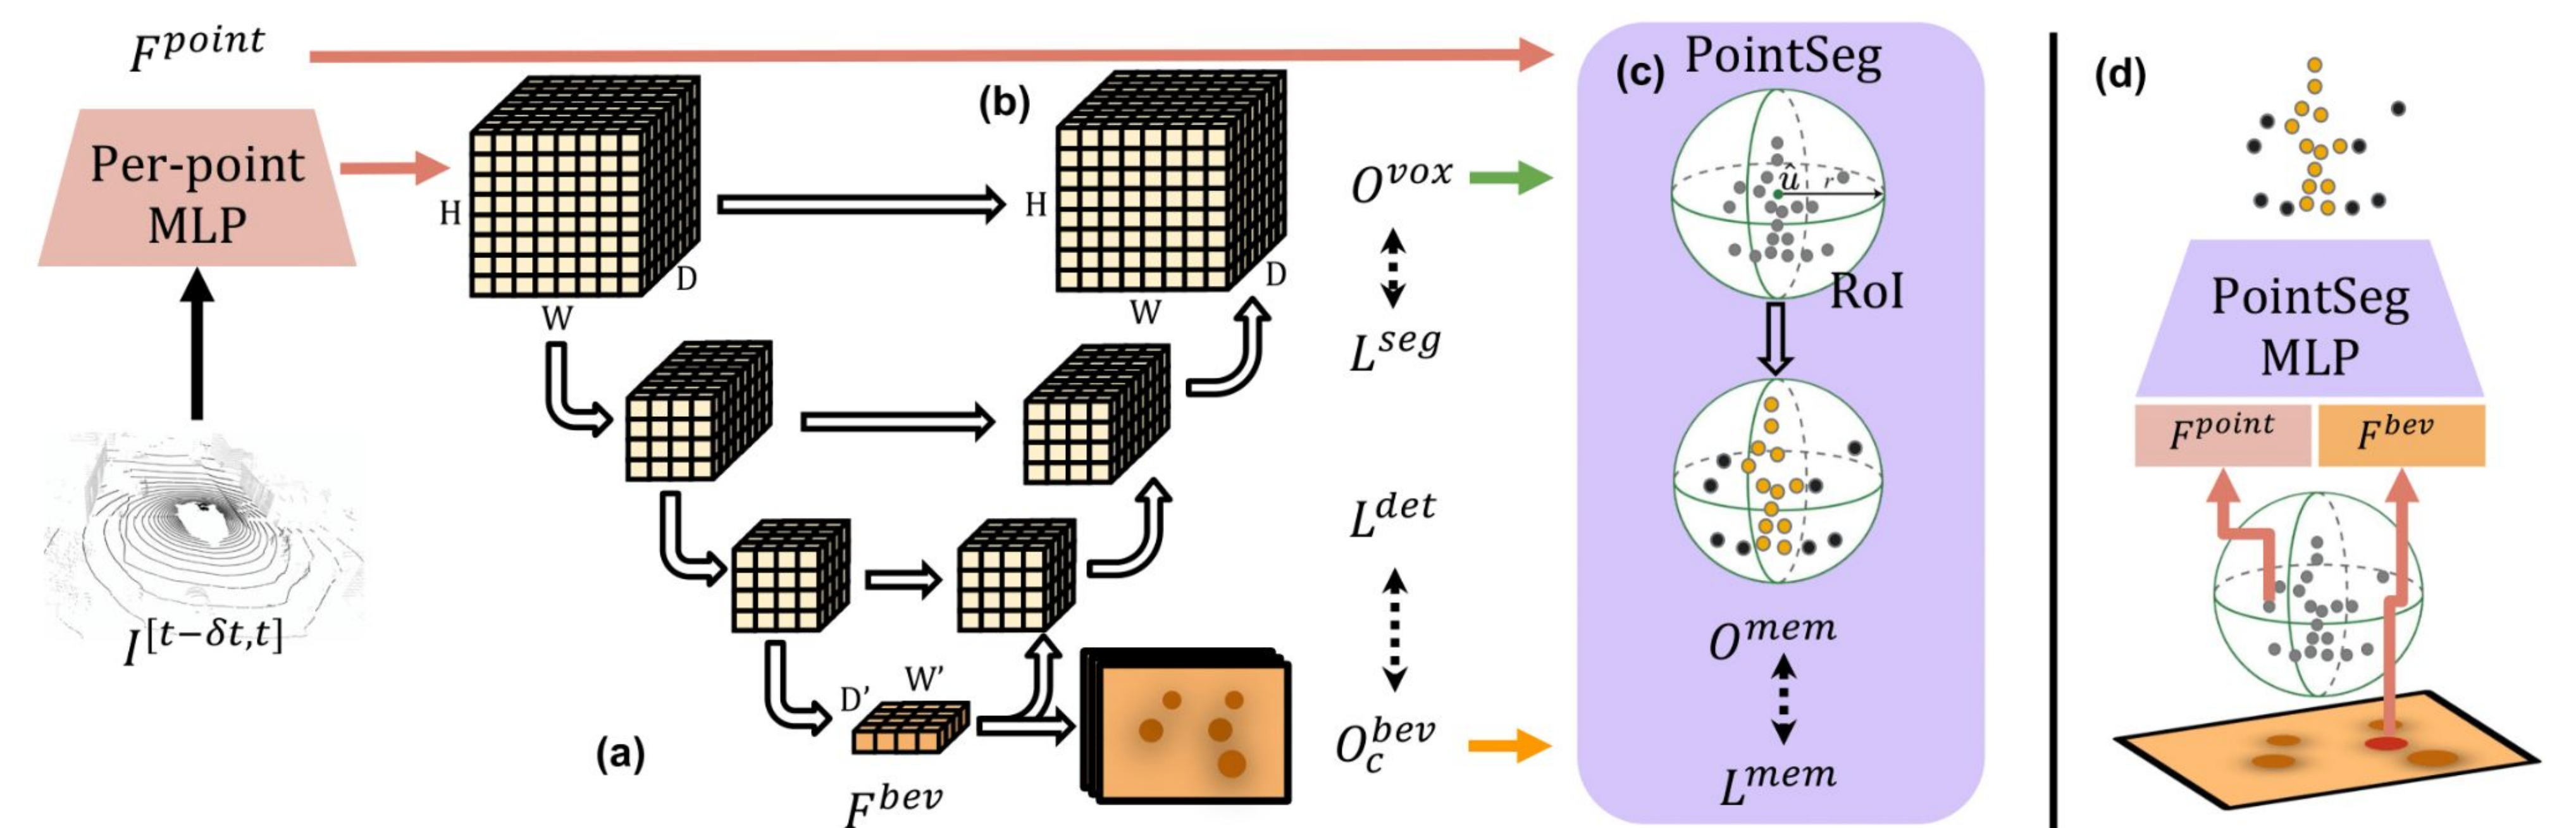 F^{point}
Per-point
MLP
I^{[t−δt,t]}
H
W
D
(b)
H
W
D
(a)
D'
W'
F^{bev}
O^{vox}
L^{seg}
L^{det}
O_c^{bev}
(c) PointSeg
û r
RoI
O^{mem}
L^{mem}
(d)
PointSeg
MLP
F^{point} F^{bev}